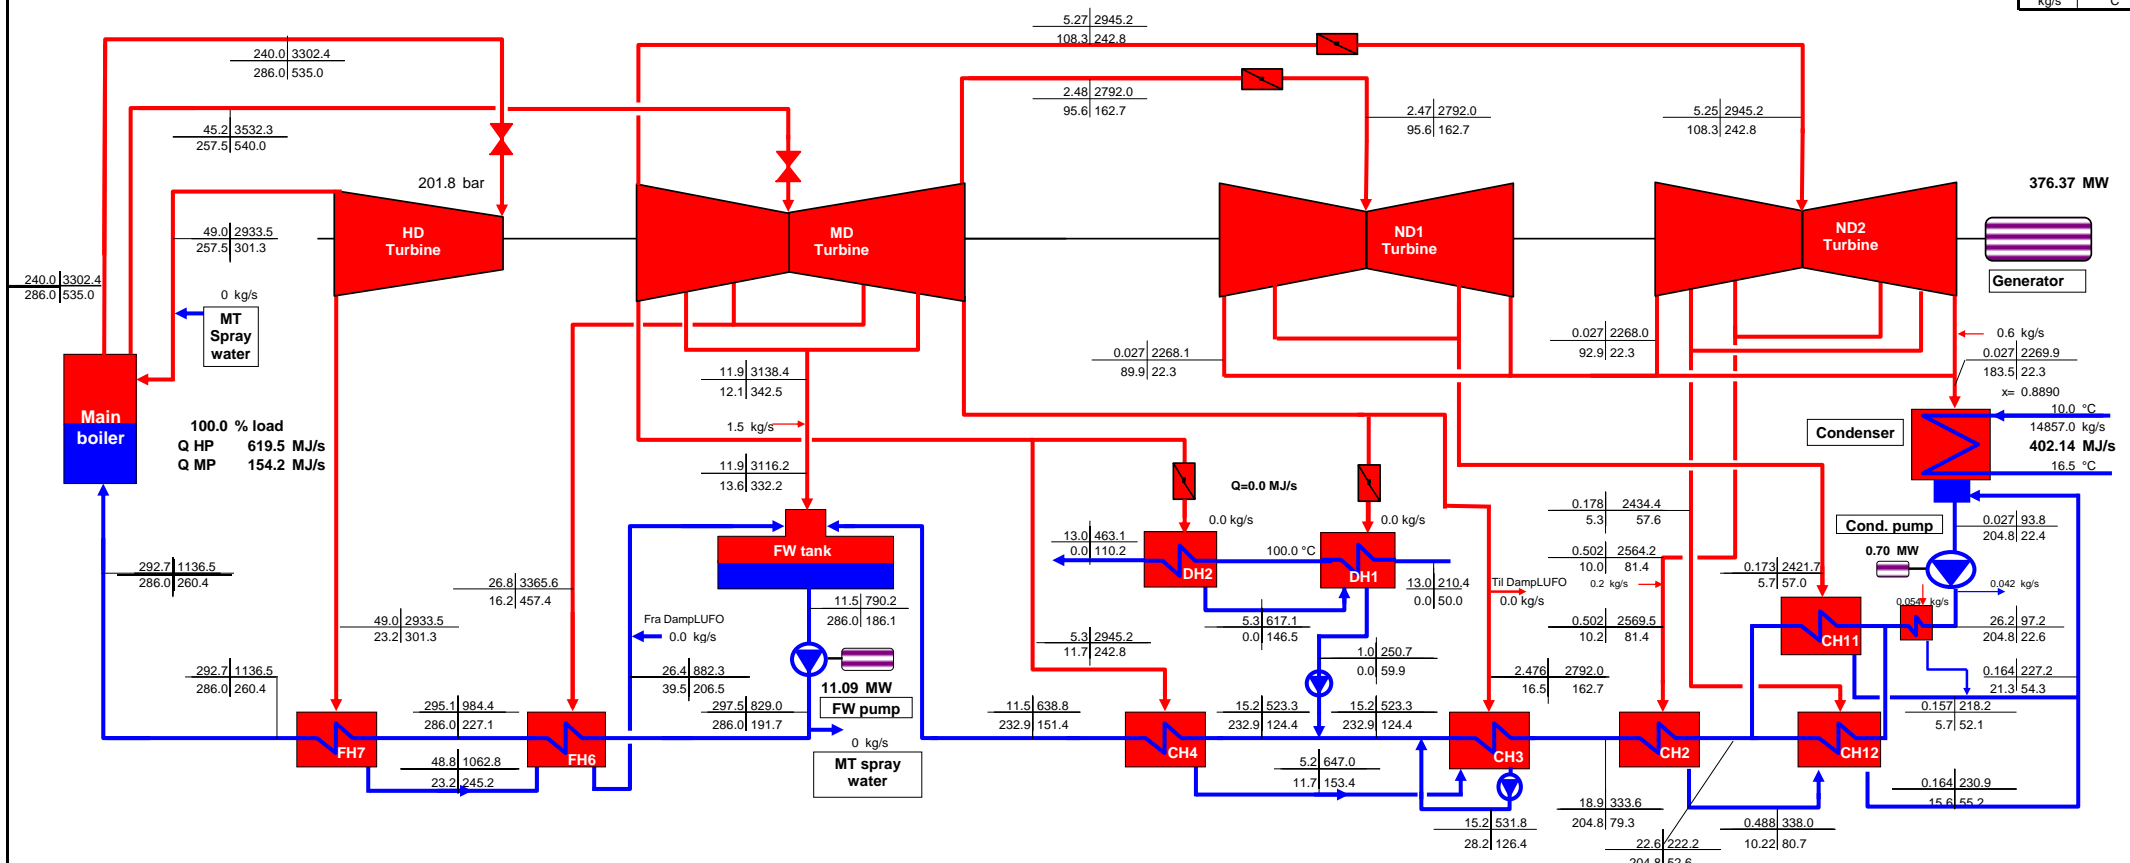 kg/s °C
5.27 2945.2
108.3 242.8
240.0 3302.4
286.0 535.0
2.48 2792.0
95.6 162.7
2.47 2792.0
95.6 162.7
5.25 2945.2
108.3 242.8
45.2 3532.3
257.5 540.0
201.8 bar
376.37 MW
HD
Turbine
MD
Turbine
ND1
Turbine
ND2
Turbine
49.0 2933.5
257.5 301.3
240.0 3302.4
286.0 535.0
Generator
0 kg/s
MT
Spray
water
0.6 kg/s
0.027 2268.1
89.9 22.3
0.027 2268.0
92.9 22.3
0.027 2269.9
183.5 22.3
x= 0.8890
11.9 3138.4
12.1 342.5
Main
boiler
100.0 % load
Q HP 619.5 MJ/s
Q MP 154.2 MJ/s
1.5 kg/s
10.0 °C
14857.0 kg/s
402.14 MJ/s
16.5 °C
Condenser
11.9 3116.2
13.6 332.2
Q=0.0 MJ/s
0.178 2434.4
5.3 57.6
0.0 kg/s
0.0 kg/s
Cond. pump
0.027 93.8
204.8 22.4
FW tank
13.0 463.1
0.0 110.2
100.0 °C
DH2
DH1
0.502 2564.2
10.0 81.4
0.70 MW
292.7 1136.5
286.0 260.4
26.8 3365.6
16.2 457.4
13.0 210.4
0.0 50.0
Til DampLUFO
0.0 kg/s
0.2 kg/s
0.173 2421.7
5.7 57.0
0.042 kg/s
0.054 kg/s
11.5 790.2
286.0 186.1
49.0 2933.5
23.2 301.3
Fra DampLUFO
0.0 kg/s
5.3 617.1
0.0 146.5
0.502 2569.5
10.2 81.4
CH11
26.2 97.2
204.8 22.6
5.3 2945.2
11.7 242.8
1.0 250.7
0.0 59.9
292.7 1136.5
286.0 260.4
26.4 882.3
39.5 206.5
11.09 MW
FW pump
2.476 2792.0
16.5 162.7
0.164 227.2
21.3 54.3
295.1 984.4
286.0 227.1
297.5 829.0
286.0 191.7
11.5 638.8
232.9 151.4
15.2 523.3
232.9 124.4
15.2 523.3
232.9 124.4
0.157 218.2
5.7 52.1
FH7
FH6
CH4
CH3
CH2
CH12
0 kg/s
MT spray
water
48.8 1062.8
23.2 245.2
5.2 647.0
11.7 153.4
0.164 230.9
15.6 55.2
18.9 333.6
204.8 79.3
15.2 531.8
28.2 126.4
0.488 338.0
10.22 80.7
22.6 222.2
204.8 52.6